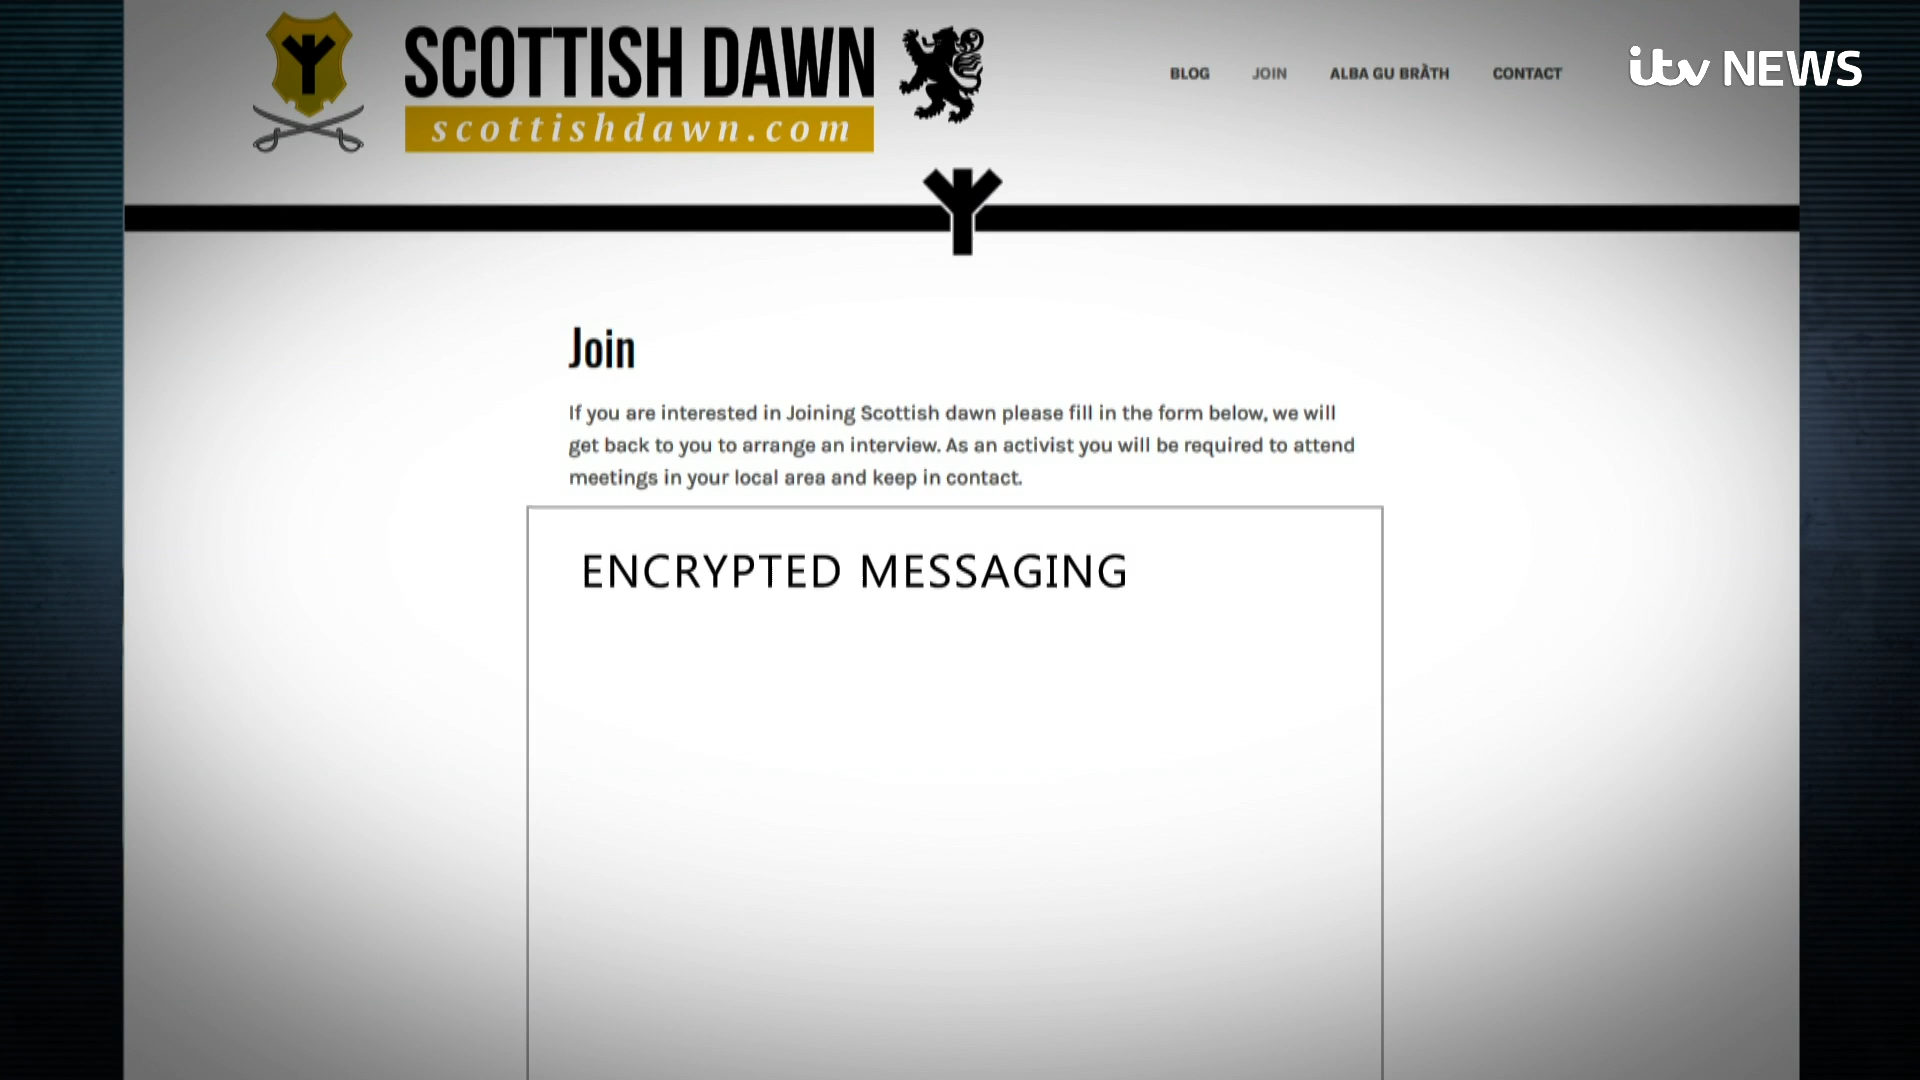 SCOTTISH DAWN
scottishdawn.com
BLOG JOIN ALBA GU BRÀTH CONTACT
itv NEWS
Join
If you are interested in Joining Scottish dawn please fill in the form below, we will
get back to you to arrange an interview. As an activist you will be required to attend
meetings in your local area and keep in contact.
ENCRYPTED MESSAGING